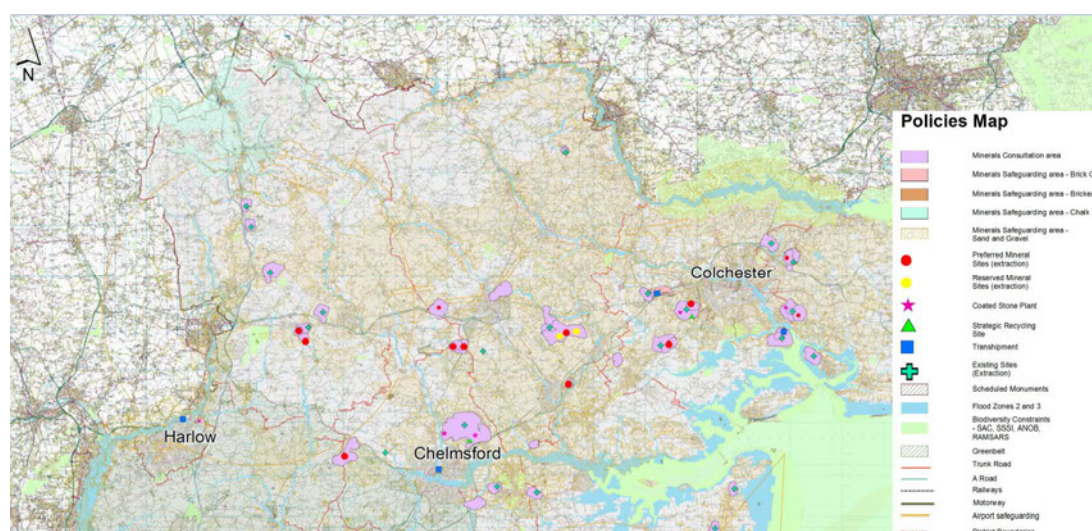 N
Harlow
Chelmsford
Colchester
Policies Map
Minerals Consultation area
Minerals Safeguarding area - Brick C
Minerals Safeguarding area - Bricke
Minerals Safeguarding area - Chalk
Minerals Safeguarding area -
Sand and Gravel
Preferred Mineral
Sites (extraction)
Reserved Mineral
Sites (extraction)
Coated Stone Plant
Strategic Recycling
Site
Transhipment
Existing Sites
(Extraction)
Scheduled Monuments
Flood Zones 2 and 3
Biodiversity Constraints
- SAC, SSSI, ANOB,
RAMSARS
Greenbelt
Trunk Road
A Road
Railways
Motorway
Airport safeguarding
District Boundaries